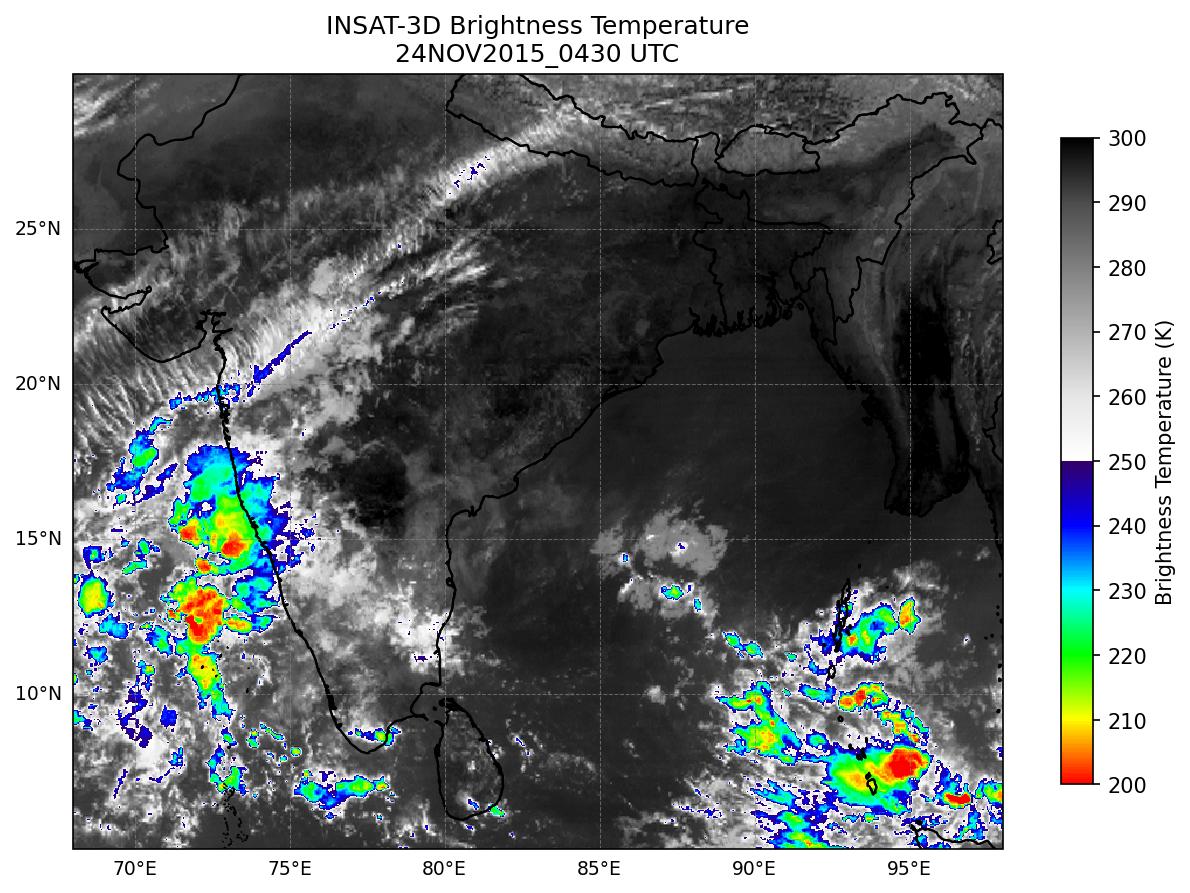 INSAT-3D Brightness Temperature
24NOV2015_0430 UTC
25°N
20°N
15°N
10°N
70°E
75°E
80°E
85°E
90°E
95°E
300
290
280
270
260
250
240
230
220
210
200
Brightness Temperature (K)